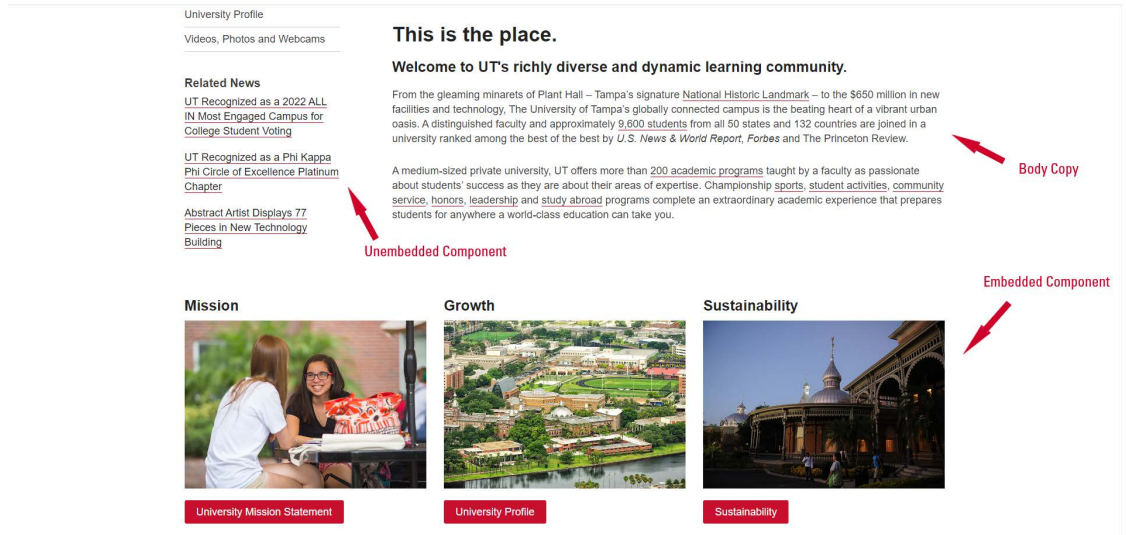 University Profile
Videos, Photos and Webcams
Related News
UT Recognized as a 2022 ALL
IN Most Engaged Campus for
College Student Voting
UT Recognized as a Phi Kappa
Phi Circle of Excellence Platinum
Chapter
Abstract Artist Displays 77
Pieces in New Technology
Building
Unembedded Component
This is the place.
Welcome to UT's richly diverse and dynamic learning community.
From the gleaming minarets of Plant Hall – Tampa's signature National Historic Landmark – to the $650 million in new
facilities and technology, The University of Tampa's globally connected campus is the beating heart of a vibrant urban
oasis. A distinguished faculty and approximately 9,600 students from all 50 states and 132 countries are joined in a
university ranked among the best of the best by U.S. News & World Report, Forbes and The Princeton Review.
A medium-sized private university, UT offers more than 200 academic programs taught by a faculty as passionate
about students' success as they are about their areas of expertise. Championship sports, student activities, community
service, honors, leadership and study abroad programs complete an extraordinary academic experience that prepares
students for anywhere a world-class education can take you.
Body Copy
Embedded Component
Mission
Growth
Sustainability
University Mission Statement
University Profile
Sustainability